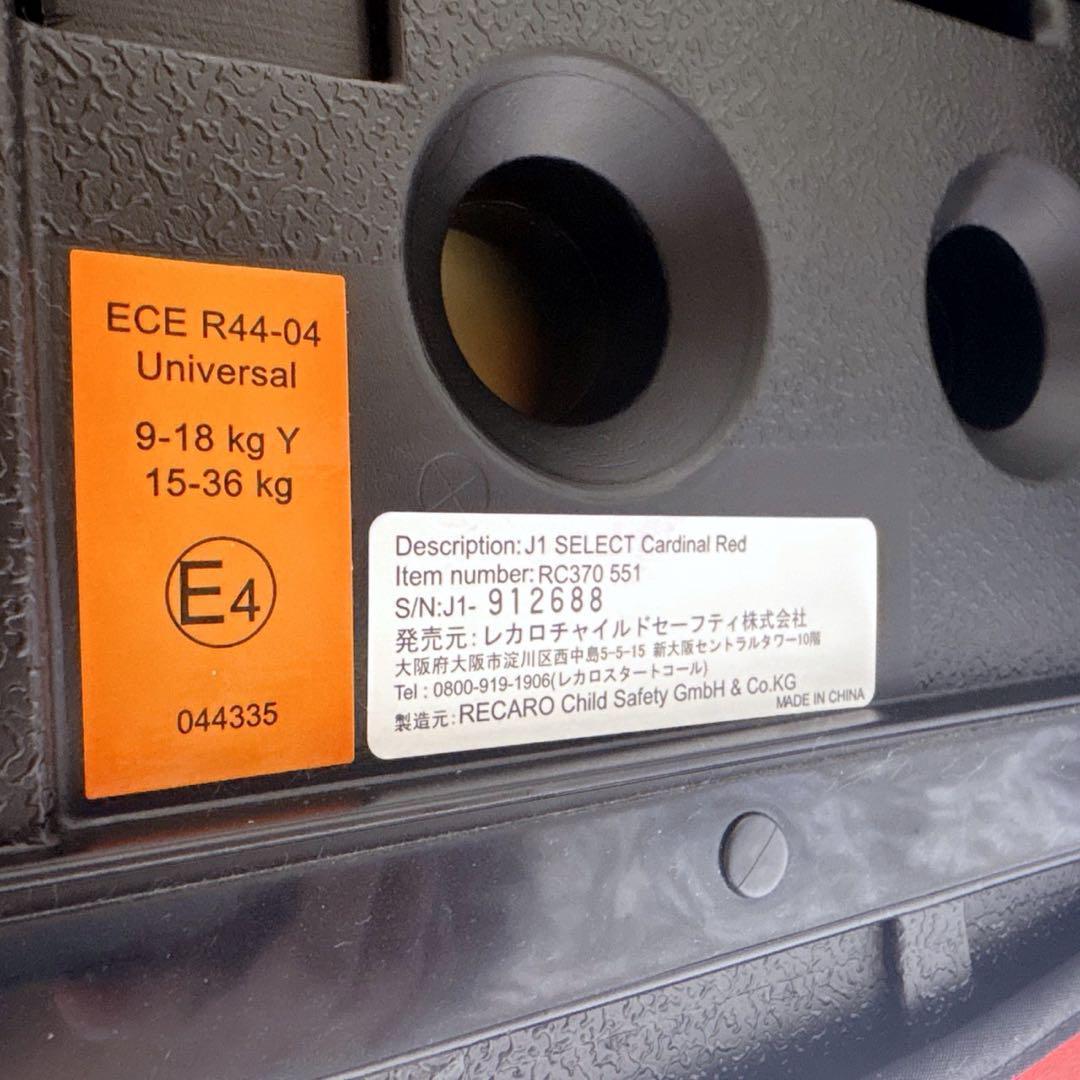 ECE R44-04
Universal
9-18 kg Y
15-36 kg
E4
044335
Description: J1 SELECT Cardinal Red
Item number: RC370 551
S/N:J1- 912688
発売元: レカロチャイルドセーフティ株式会社
大阪府大阪市淀川区西中島5-5-15 新大阪セントラルタワー10階
Tel : 0800-919-1906(レカロスタートコール)
製造元: RECARO Child Safety GmbH & Co.KG
MADE IN CHINA